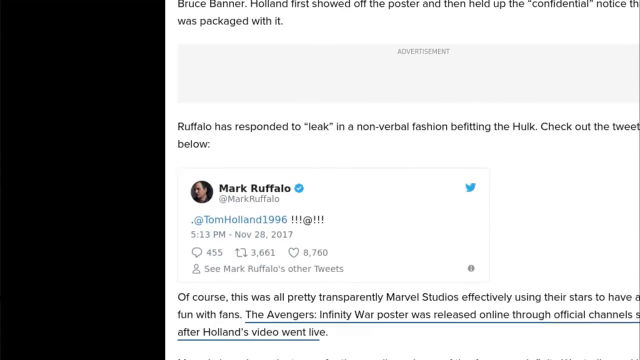 Bruce Banner. Holland first showed off the poster and then held up the “confidential” notice th
was packaged with it.
ADVERTISEMENT
Ruffalo has responded to “leak” in a non-verbal fashion befitting the Hulk. Check out the tweet
below:
Mark Ruffalo
@MarkRuffalo
.@TomHolland1996 !!!@!!!
5:13 PM - Nov 28, 2017
455 3,661 8,760
See Mark Ruffalo's other Tweets
Of course, this was all pretty transparently Marvel Studios effectively using their stars to have a
fun with fans. The Avengers: Infinity War poster was released online through official channels s
after Holland’s video went live.